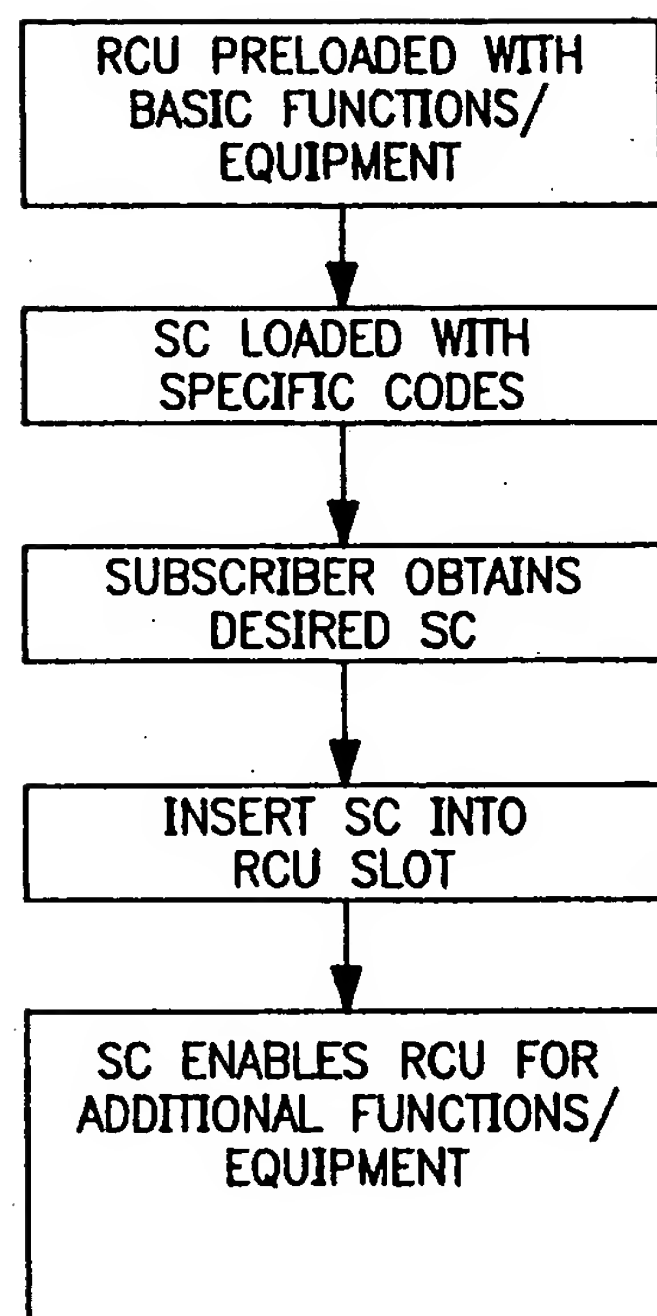 RCU PRELOADED WITH
BASIC FUNCTIONS/
EQUIPMENT
SC LOADED WITH
SPECIFIC CODES
SUBSCRIBER OBTAINS
DESIRED SC
INSERT SC INTO
RCU SLOT
SC ENABLES RCU FOR
ADDITIONAL FUNCTIONS/
EQUIPMENT